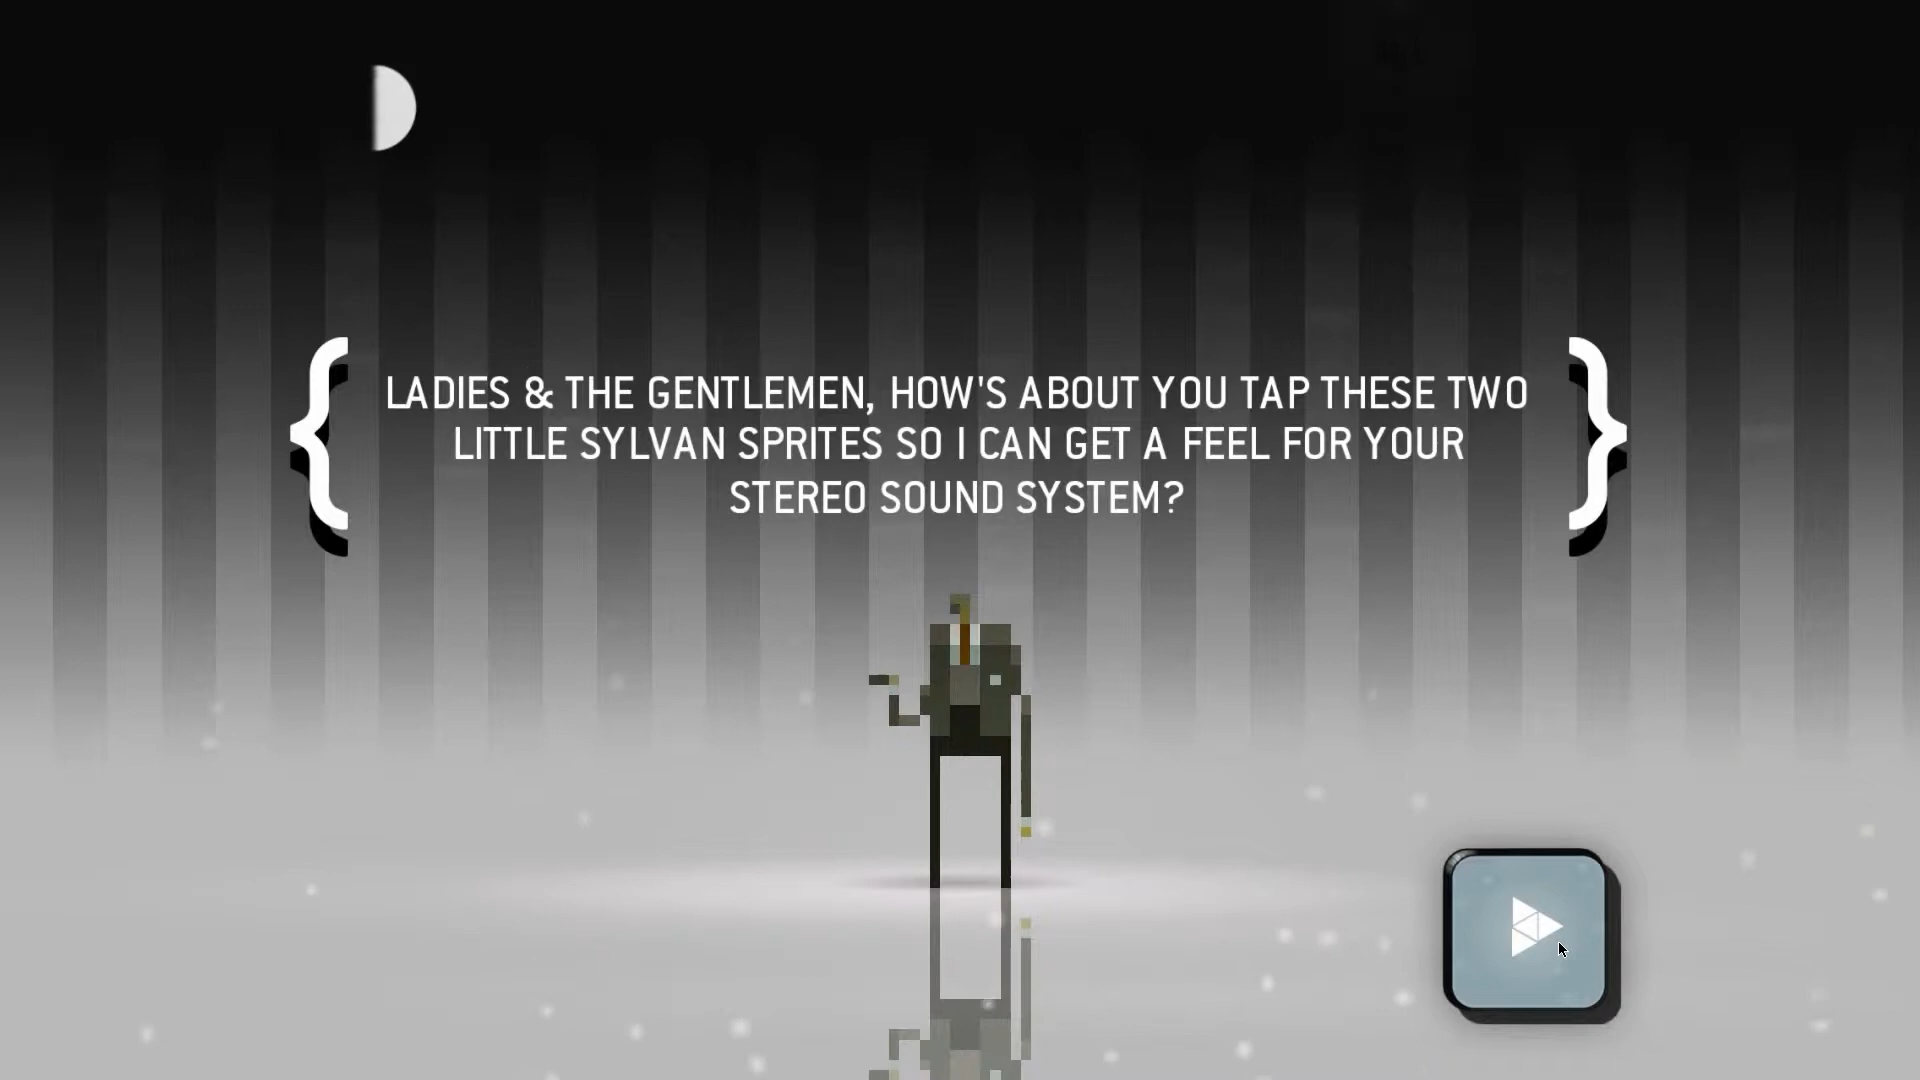 LADIES & THE GENTLEMEN, HOW'S ABOUT YOU TAP THESE TWO
LITTLE SYLVAN SPRITES SO I CAN GET A FEEL FOR YOUR
STEREO SOUND SYSTEM?